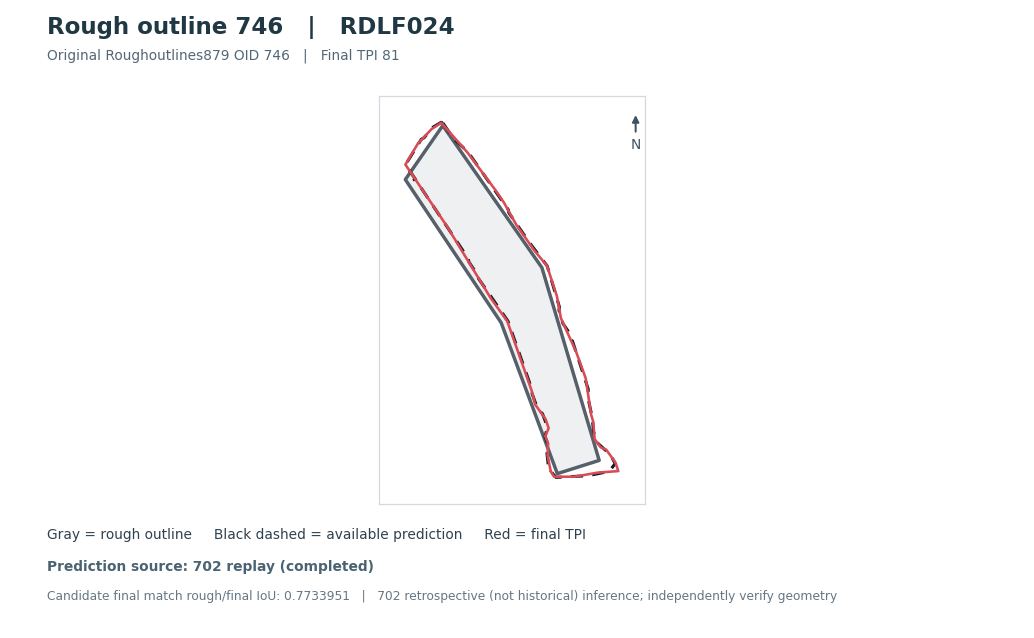 Rough outline 746   |   RDLF024
Original Roughoutlines879 OID 746   |   Final TPI 81
N
Gray = rough outline     Black dashed = available prediction     Red = final TPI
Prediction source: 702 replay (completed)
Candidate final match rough/final IoU: 0.7733951   |   702 retrospective (not historical) inference; independently verify geometry